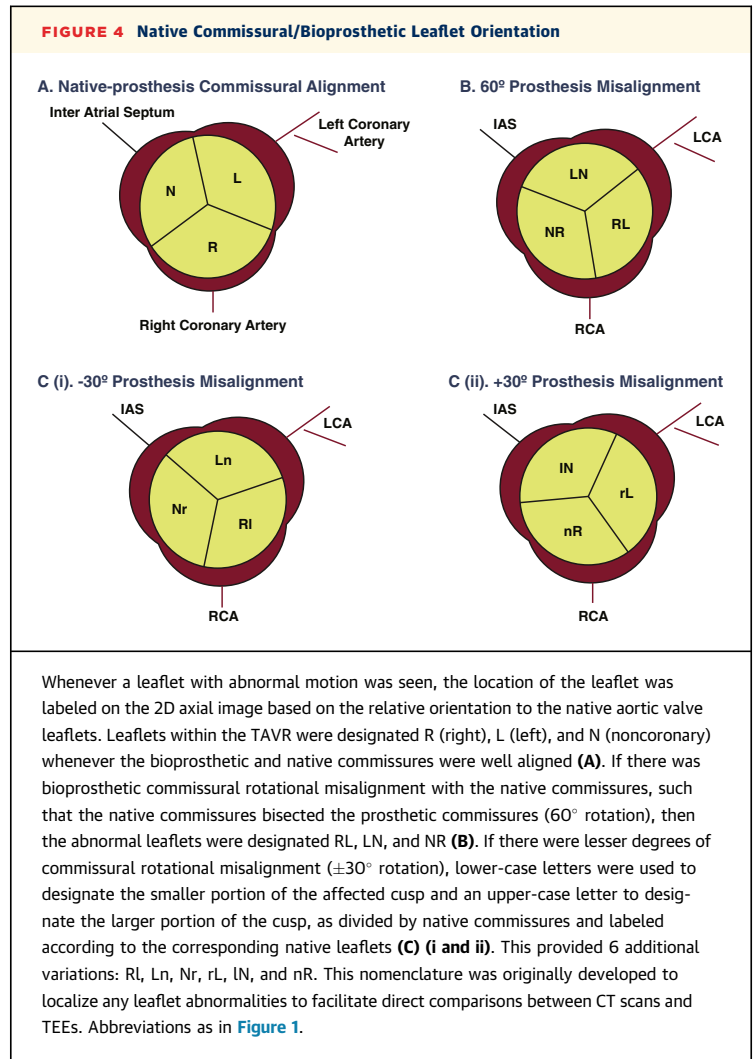 FIGURE 4 Native Commissural/Bioprosthetic Leaflet Orientation
A. Native-prosthesis Commissural Alignment
Inter Atrial Septum
Left Coronary
Artery
N
L
R
Right Coronary Artery
B. 60º Prosthesis Misalignment
IAS
LCA
LN
NR
RL
RCA
C (i). -30º Prosthesis Misalignment
IAS
LCA
Ln
Nr
Rl
RCA
C (ii). +30º Prosthesis Misalignment
IAS
LCA
lN
rL
nR
RCA
Whenever a leaflet with abnormal motion was seen, the location of the leaflet was
labeled on the 2D axial image based on the relative orientation to the native aortic valve
leaflets. Leaflets within the TAVR were designated R (right), L (left), and N (noncoronary)
whenever the bioprosthetic and native commissures were well aligned (A). If there was
bioprosthetic commissural rotational misalignment with the native commissures, such
that the native commissures bisected the prosthetic commissures (60° rotation), then
the abnormal leaflets were designated RL, LN, and NR (B). If there were lesser degrees of
commissural rotational misalignment (±30° rotation), lower-case letters were used to
designate the smaller portion of the affected cusp and an upper-case letter to desig-
nate the larger portion of the cusp, as divided by native commissures and labeled
according to the corresponding native leaflets (C) (i and ii). This provided 6 additional
variations: Rl, Ln, Nr, rL, lN, and nR. This nomenclature was originally developed to
localize any leaflet abnormalities to facilitate direct comparisons between CT scans and
TEEs. Abbreviations as in Figure 1.